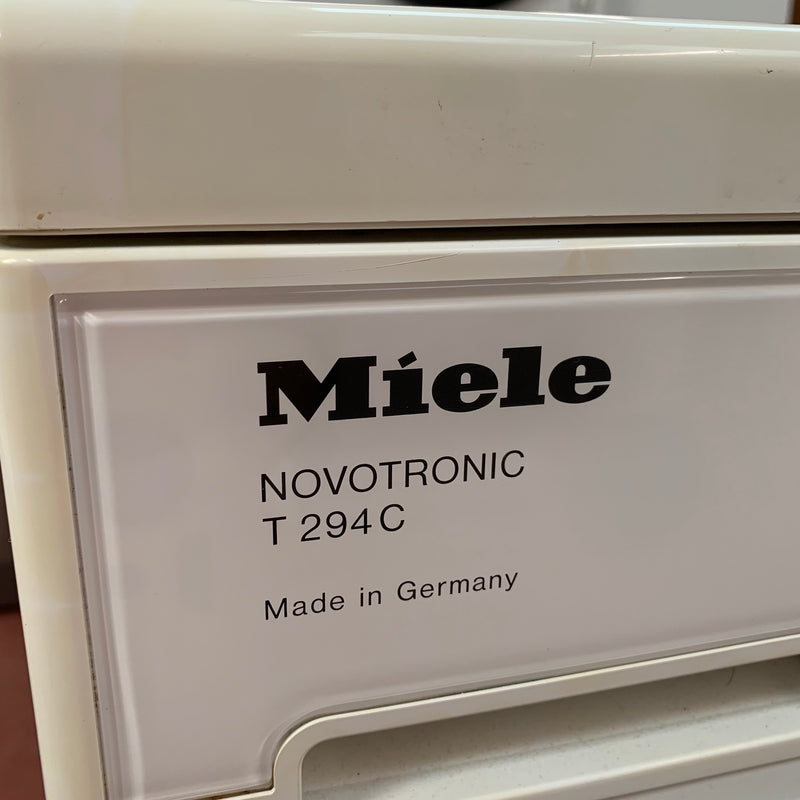 Miele
NOVOTRONIC
T 294 C
Made in Germany